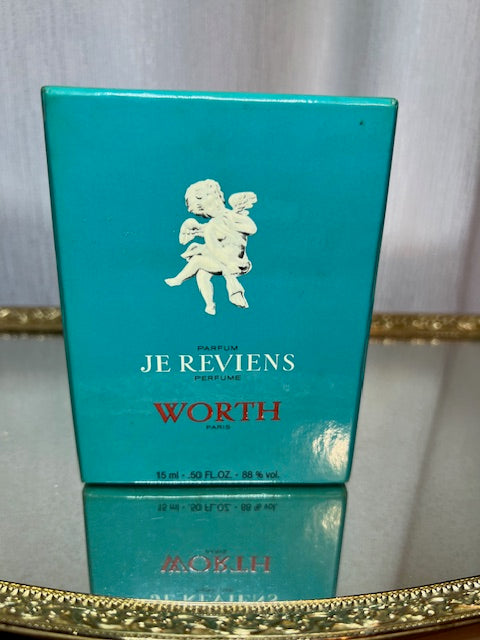 PARFUM
JE REVIENS
PERFUME
WORTH
PARIS
15 ml - .50 FL.OZ. - 88 % vol.